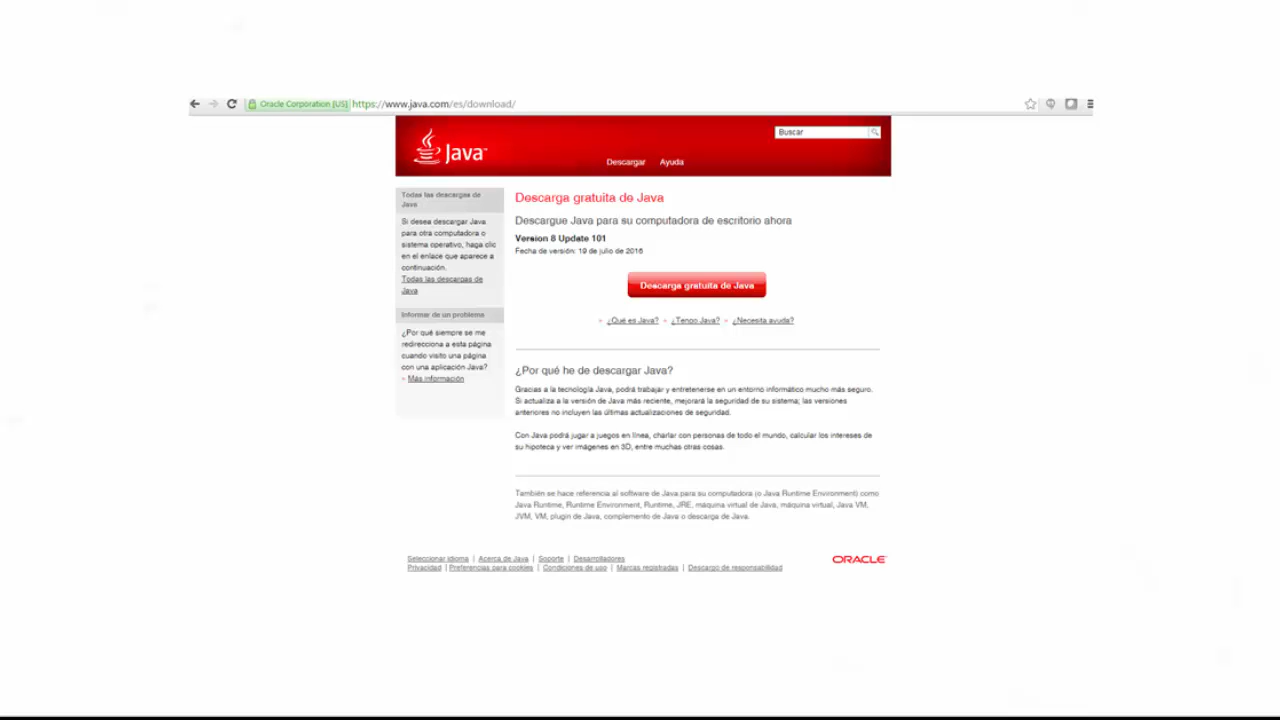 Oracle Corporation [US] https://www.java.com/es/download/
Java™
Buscar
Descargar Ayuda
Todas las descargas de
Java
Si desea descargar Java
para otra computadora o
sistema operativo, haga clic
en el enlace que aparece a
continuación.
Todas las descargas de
Java
Informar de un problema
¿Por qué siempre se me
redirecciona a esta página
cuando visito una página
con una aplicación Java?
» Más información
Descarga gratuita de Java
Descargue Java para su computadora de escritorio ahora
Version 8 Update 101
Fecha de versión: 19 de julio de 2016
Descarga gratuita de Java
» ¿Qué es Java? » ¿Tengo Java? » ¿Necesita ayuda?
¿Por qué he de descargar Java?
Gracias a la tecnología Java, podrá trabajar y entretenerse en un entorno informático mucho más seguro.
Si actualiza a la versión de Java más reciente, mejorará la seguridad de su sistema; las versiones
anteriores no incluyen las últimas actualizaciones de seguridad.
Con Java podrá jugar a juegos en línea, charlar con personas de todo el mundo, calcular los intereses de
su hipoteca y ver imágenes en 3D, entre muchas otras cosas.
También se hace referencia al software de Java para su computadora (o Java Runtime Environment) como
Java Runtime, Runtime Environment, Runtime, JRE, máquina virtual de Java, máquina virtual, Java VM,
JVM, VM, plugin de Java, complemento de Java o descarga de Java.
Seleccionar idioma | Acerca de Java | Soporte | Desarrolladores
Privacidad | Preferencias para cookies | Condiciones de uso | Marcas registradas | Descargo de responsabilidad
ORACLE